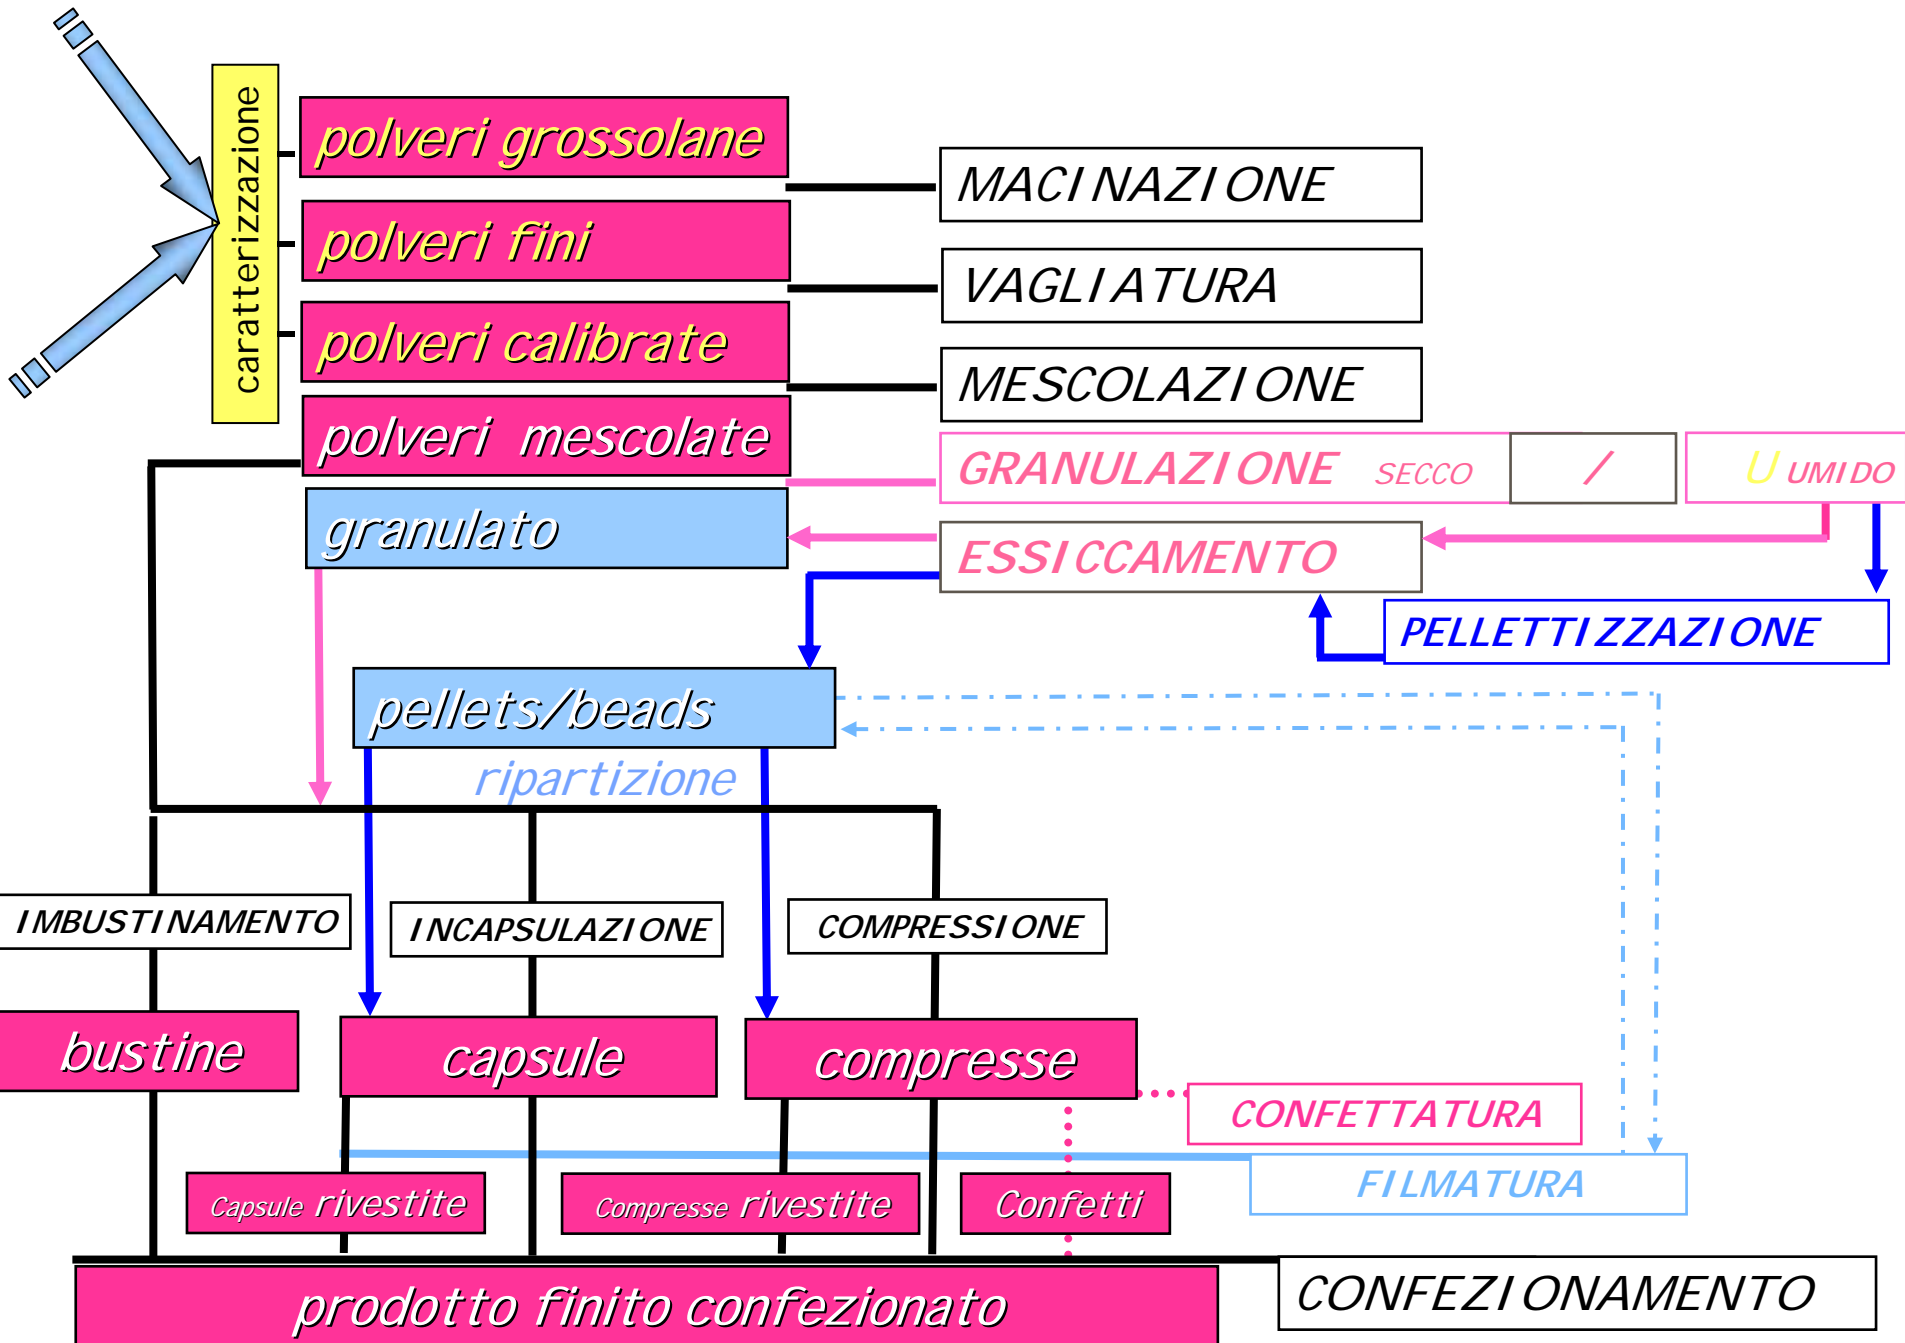 caratterizzazione
polveri grossolane
MACINAZIONE
polveri fini
VAGLIATURA
polveri calibrate
MESCOLAZIONE
polveri mescolate
GRANULAZIONE SECCO / U UMIDO
granulato
ESSICCAMENTO
PELLETTIZZAZIONE
pellets/beads
ripartizione
IMBUSTINAMENTO
INCAPSULAZIONE
COMPRESSIONE
bustine
capsule
compresse
CONFETTATURA
FILMATURA
Capsule rivestite
Compresse rivestite
Confetti
prodotto finito confezionato
CONFEZIONAMENTO